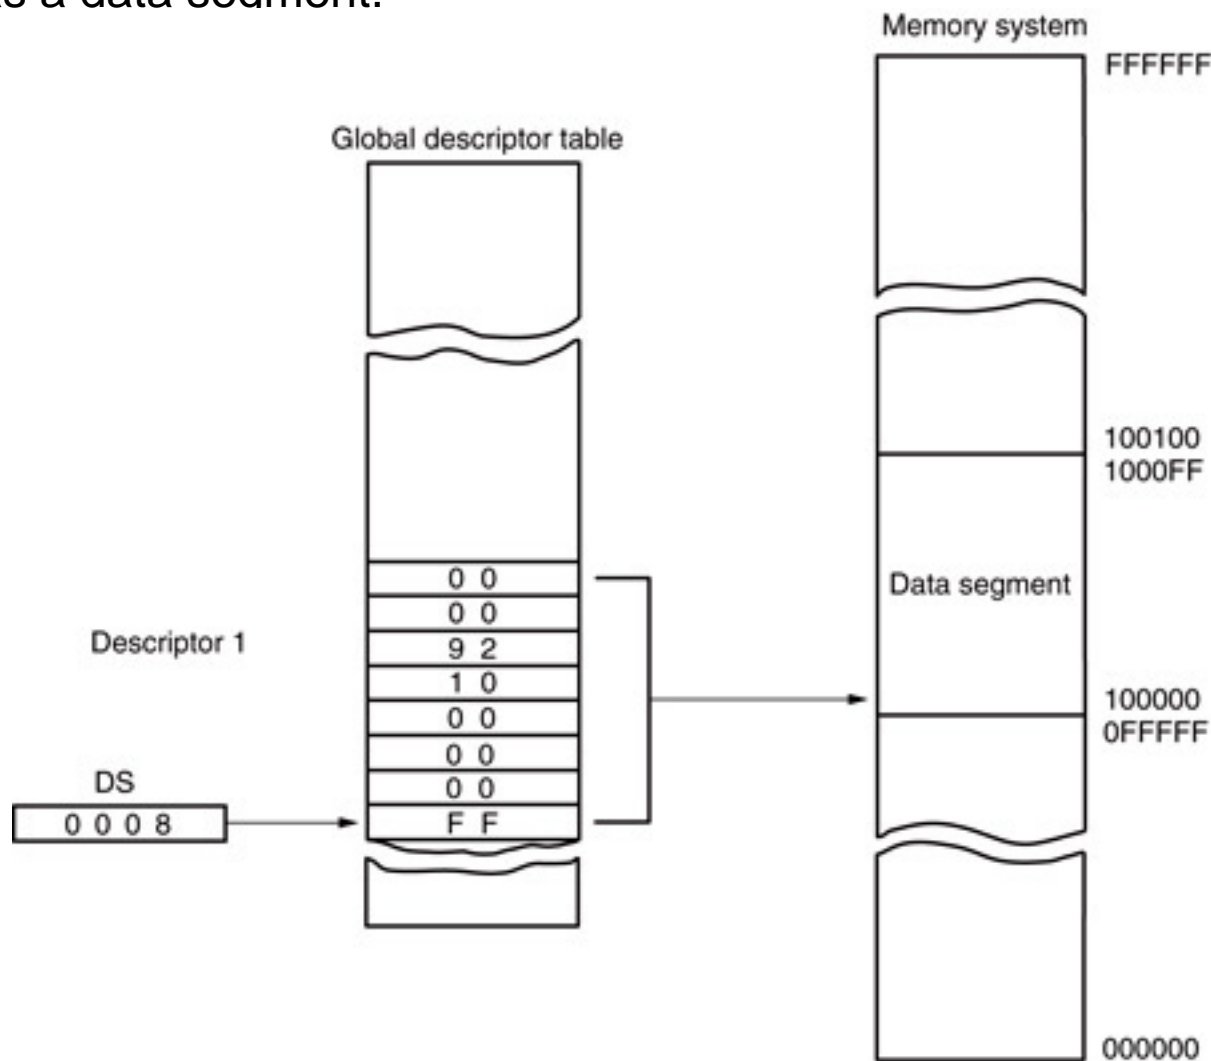 as a data segment.
Memory system
FFFFFF
Global descriptor table
100100
1000FF
0 0
0 0
9 2
1 0
0 0
0 0
0 0
F F
Descriptor 1
Data segment
100000
0FFFFF
DS
0 0 0 8
000000